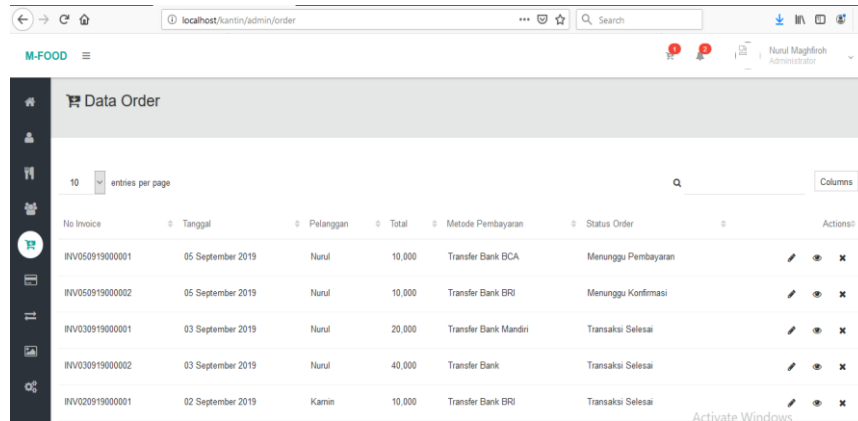 localhost/kantin/admin/order
Search
M-FOOD
1
2
Nurul Maghfiroh
Administrator
Data Order
10 entries per page
Columns
No Invoice Tanggal Pelanggan Total Metode Pembayaran Status Order Actions
INV050919000001 05 September 2019 Nurul 10,000 Transfer Bank BCA Menunggu Pembayaran
INV050919000002 05 September 2019 Nurul 10,000 Transfer Bank BRI Menunggu Konfirmasi
INV030919000001 03 September 2019 Nurul 20,000 Transfer Bank Mandiri Transaksi Selesai
INV030919000002 03 September 2019 Nurul 40,000 Transfer Bank Transaksi Selesai
INV020919000001 02 September 2019 Kamin 10,000 Transfer Bank BRI Transaksi Selesai
Activate Windows